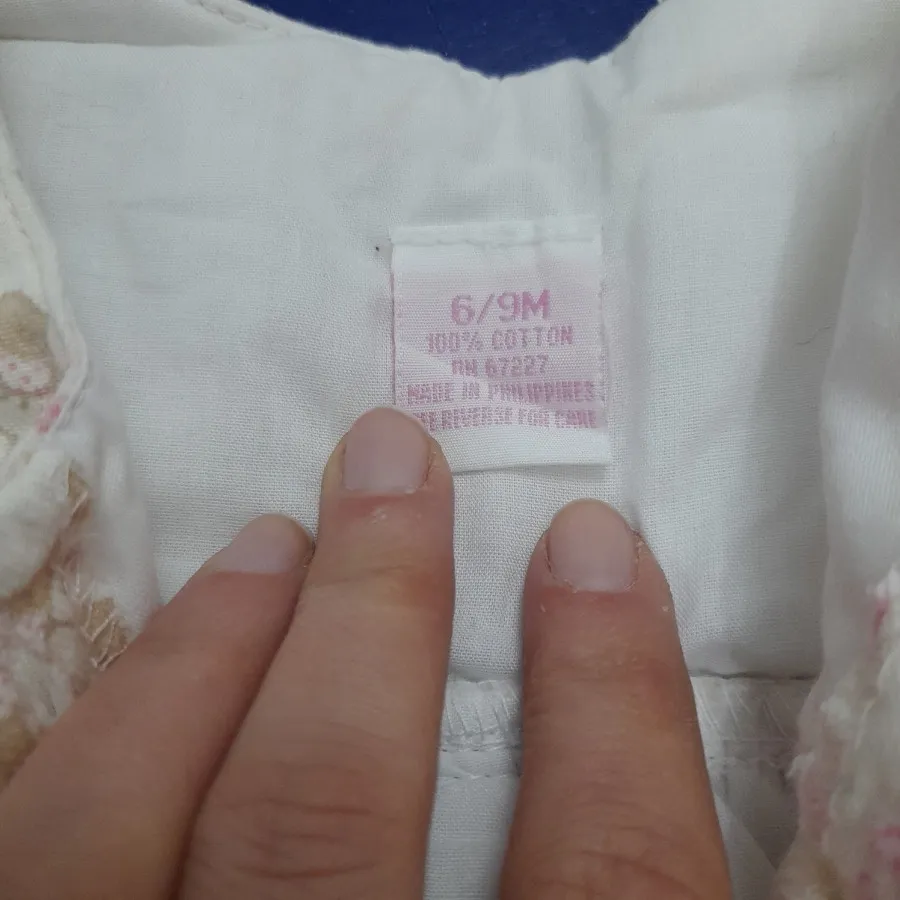 6/9M
100% COTTON
RN 67227
MADE IN PHILIPPINES
SEE REVERSE FOR CARE